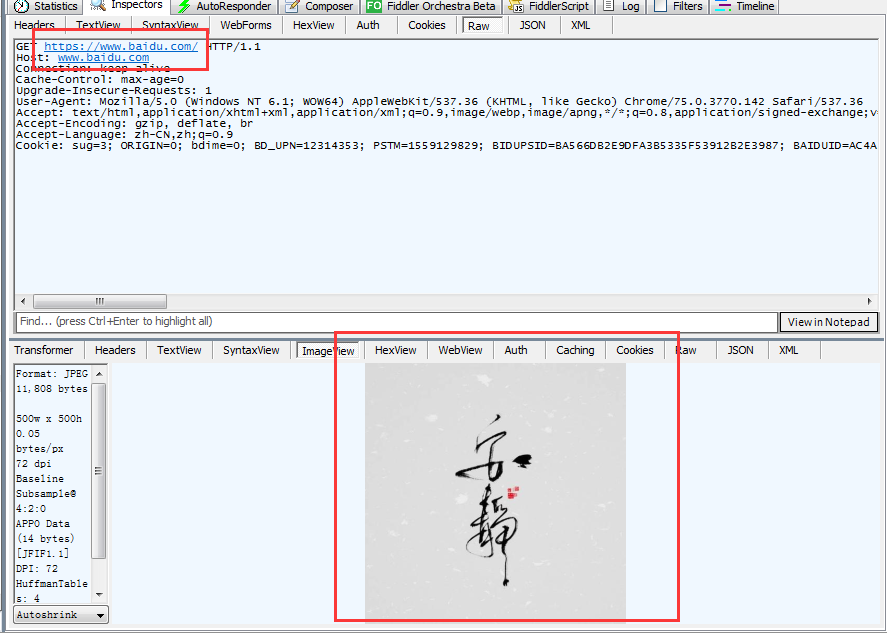 Statistics Inspectors AutoResponder Composer FO Fiddler Orchestra Beta JS FiddlerScript Log Filters Timeline
Headers TextView SyntaxView WebForms HexView Auth Cookies Raw JSON XML
GET https://www.baidu.com/ HTTP/1.1
Host: www.baidu.com
Connection: keep-alive
Cache-Control: max-age=0
Upgrade-Insecure-Requests: 1
User-Agent: Mozilla/5.0 (Windows NT 6.1; WOW64) AppleWebKit/537.36 (KHTML, like Gecko) Chrome/75.0.3770.142 Safari/537.36
Accept: text/html,application/xhtml+xml,application/xml;q=0.9,image/webp,image/apng,*/*;q=0.8,application/signed-exchange;v=
Accept-Encoding: gzip, deflate, br
Accept-Language: zh-CN,zh;q=0.9
Cookie: sug=3; ORIGIN=0; bdime=0; BD_UPN=12314353; PSTM=1559129829; BIDUPSID=BA566DB2E9DFA3B5335F53912B2E3987; BAIDUID=AC4A
Find... (press Ctrl+Enter to highlight all) View in Notepad
Transformer Headers TextView SyntaxView ImageView HexView WebView Auth Caching Cookies Raw JSON XML
Format: JPEG
11,808 bytes
500w x 500h
0.05
bytes/px
72 dpi
Baseline
Subsample@
4:2:0
APP0 Data
(14 bytes)
[JFIF1.1]
DPI: 72
HuffmanTable
s: 4
Autoshrink
安
静